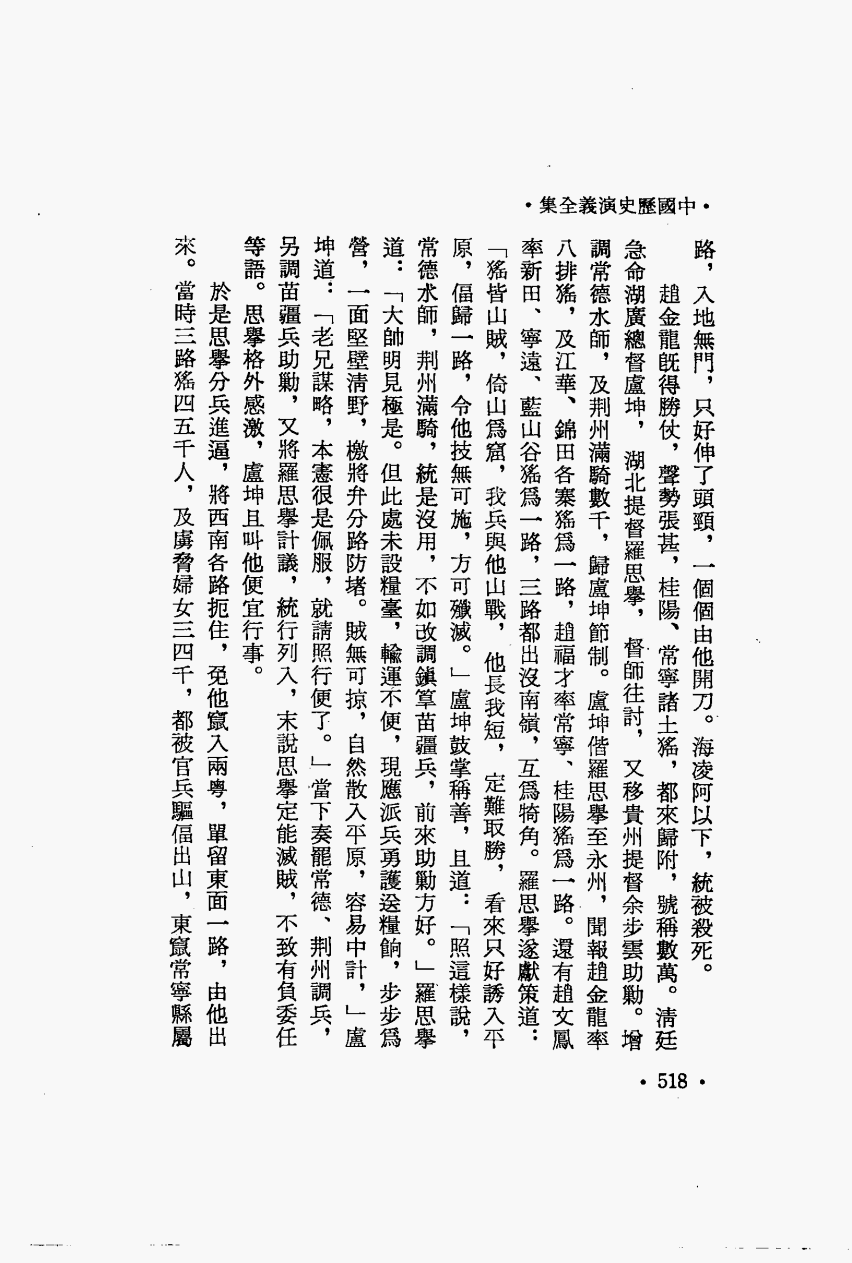 ・中國歷史演義全集・
路，入地無門，只好伸了頭頸，一個個由他開刀。海凌阿以下，統被殺死。
趙金龍旣得勝仗，聲勢張甚，桂陽、常寧諸土猺，都來歸附，號稱數萬。淸廷
急命湖廣總督盧坤，湖北提督羅思擧，督師往討，又移貴州提督余步雲助勦。增
調常德水師，及荆州滿騎數千，歸盧坤節制。盧坤偕羅思擧至永州，聞報趙金龍率
八排猺，及江華、錦田各寨猺爲一路，趙福才率常寧、桂陽猺爲一路。還有趙文鳳
率新田、寧遠、藍山谷猺爲一路，三路都出沒南嶺，互爲犄角。羅思擧遂獻策道：
「猺皆山賊，倚山爲窟，我兵與他山戰，他長我短，定難取勝，看來只好誘入平
原，偪歸一路，令他技無可施，方可殲滅。」盧坤鼓掌稱善，且道：「照這樣說，
常德水師，荆州滿騎，統是沒用，不如改調鎭筸苗疆兵，前來助勦方好。」羅思擧
道：「大帥明見極是。但此處未設糧臺，輸運不便，現應派兵勇護送糧餉，步步爲
營，一面堅壁淸野，檄將弁分路防堵。賊無可掠，自然散入平原，容易中計，」盧
坤道：「老兄謀略，本憲很是佩服，就請照行便了。」當下奏罷常德、荆州調兵，
另調苗疆兵助勦，又將羅思擧計議，統行列入，末說思擧定能滅賊，不致有負委任
等語。思擧格外感激，盧坤且叫他便宜行事。
於是思擧分兵進逼，將西南各路扼住，免他竄入兩粵，單留東面一路，由他出
來。當時三路猺四五千人，及虜脅婦女三四千，都被官兵驅偪出山，東竄常寧縣屬
・518・